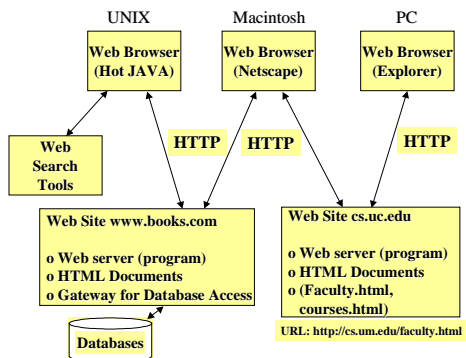 UNIX
Macintosh
PC
Web Browser
(Hot JAVA)
Web Browser
(Netscape)
Web Browser
(Explorer)
HTTP
HTTP
HTTP
Web
Search
Tools
Web Site www.books.com
o Web server (program)
o HTML Documents
o Gateway for Database Access
Web Site cs.uc.edu
o Web server (program)
o HTML Documents
o (Faculty.html,
courses.html)
Databases
URL: http://cs.um.edu/faculty.html